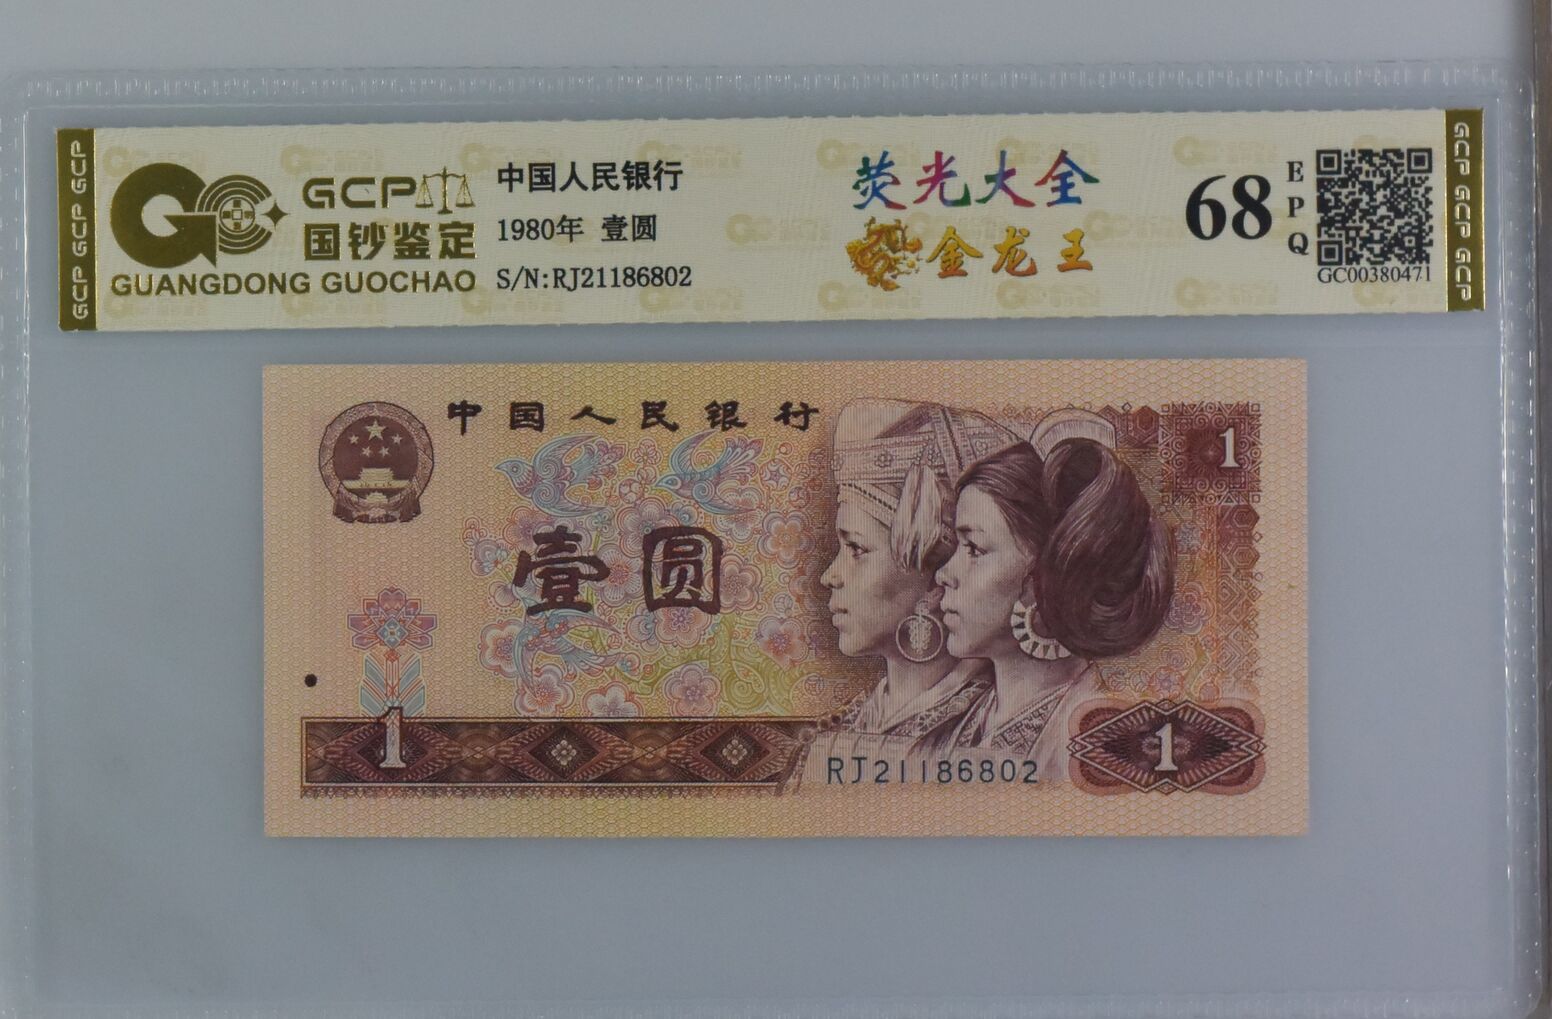 GCP GCP GCP
GCP
国钞鉴定
GUANGDONG GUOCHAO
中国人民银行
1980年 壹圆
S/N:RJ21186802
荧光大全
金龙王
68
EPQ
GC00380471
GCP GCP GCP
中国人民银行
1
壹圆
1
1
RJ21186802